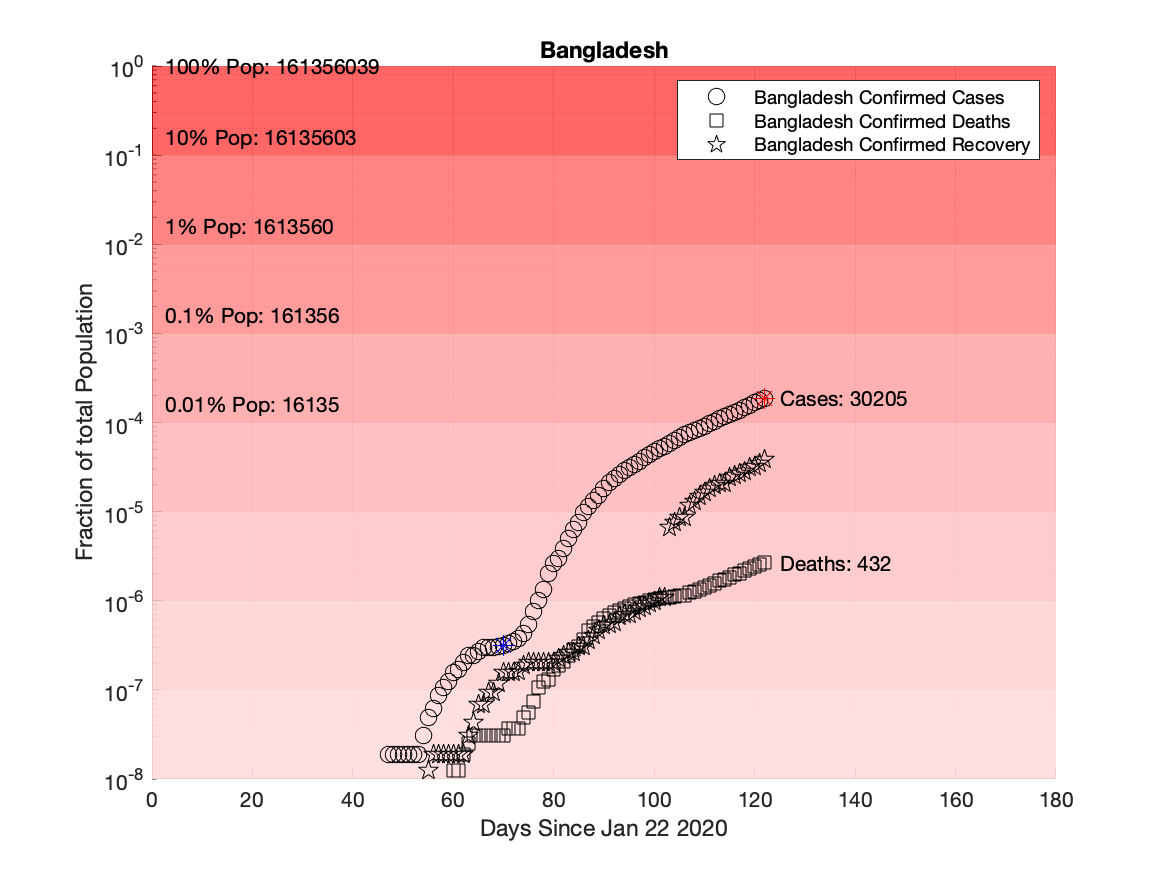 Bangladesh
10^0
100% Pop: 161356039
Bangladesh Confirmed Cases
Bangladesh Confirmed Deaths
Bangladesh Confirmed Recovery
10% Pop: 16135603
10^-1
1% Pop: 1613560
10^-2
0.1% Pop: 161356
10^-3
0.01% Pop: 16135
10^-4
Cases: 30205
10^-5
Deaths: 432
10^-6
10^-7
10^-8
Fraction of total Population
0 20 40 60 80 100 120 140 160 180
Days Since Jan 22 2020